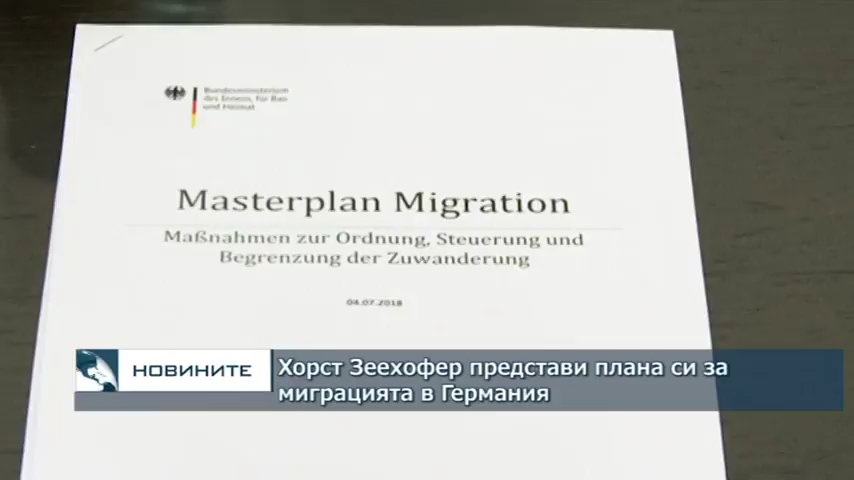 Bundesministerium
des Innern, für Bau
und Heimat
Masterplan Migration
Maßnahmen zur Ordnung, Steuerung und
Begrenzung der Zuwanderung
04.07.2018
НОВИНИТЕ
Хорст Зеехофер представи плана си за
миграцията в Германия